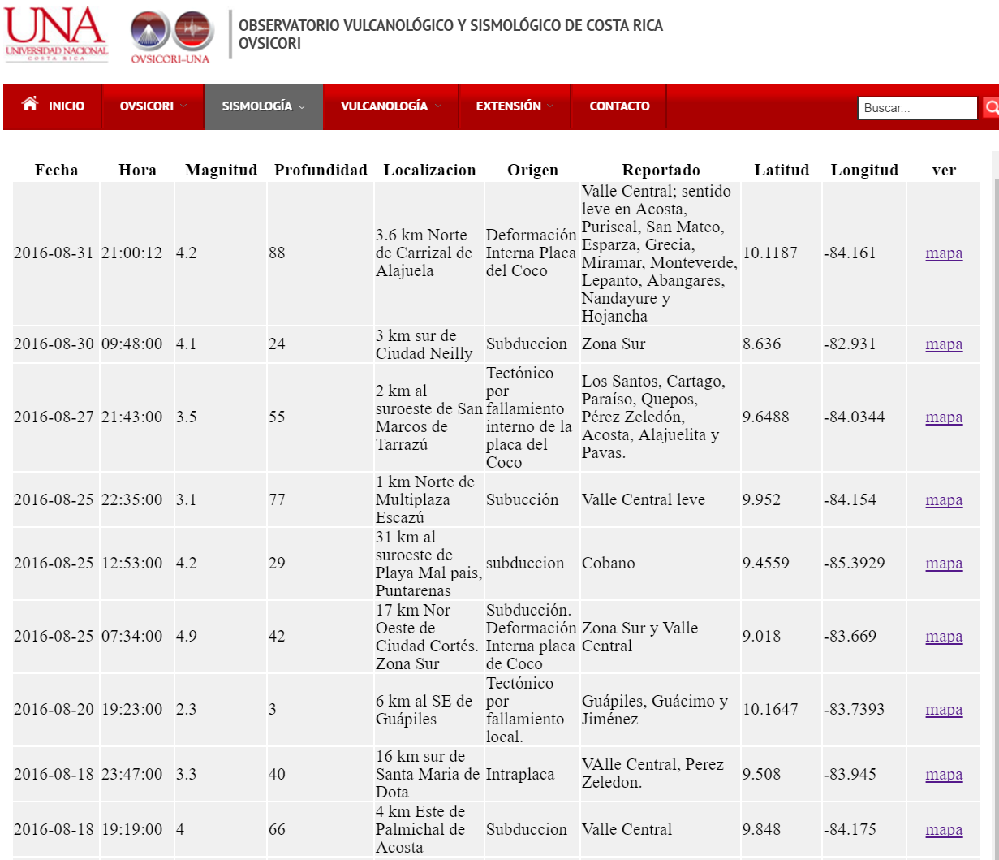 UNA
UNIVERSIDAD NACIONAL
COSTA RICA
OVSICORI-UNA
OBSERVATORIO VULCANOLÓGICO Y SISMOLÓGICO DE COSTA RICA
OVSICORI
INICIO OVSICORI SISMOLOGÍA VULCANOLOGÍA EXTENSIÓN CONTACTO Buscar...
Fecha Hora Magnitud Profundidad Localizacion Origen Reportado Latitud Longitud ver
2016-08-31 21:00:12 4.2 88
3.6 km Norte
de Carrizal de
Alajuela
Deformación
Interna Placa
del Coco
Valle Central; sentido
leve en Acosta,
Puriscal, San Mateo,
Esparza, Grecia,
Miramar, Monteverde,
Lepanto, Abangares,
Nandayure y
Hojancha
10.1187 -84.161 mapa
2016-08-30 09:48:00 4.1 24
3 km sur de
Ciudad Neilly
Subduccion Zona Sur 8.636 -82.931 mapa
2016-08-27 21:43:00 3.5 55
2 km al
suroeste de San
Marcos de
Tarrazú
Tectónico
por
fallamiento
interno de la
placa del
Coco
Los Santos, Cartago,
Paraíso, Quepos,
Pérez Zeledón,
Acosta, Alajuelita y
Pavas.
9.6488 -84.0344 mapa
2016-08-25 22:35:00 3.1 77
1 km Norte de
Multiplaza
Escazú
Subucción Valle Central leve 9.952 -84.154 mapa
2016-08-25 12:53:00 4.2 29
31 km al
suroeste de
Playa Mal pais,
Puntarenas
subduccion Cobano 9.4559 -85.3929 mapa
2016-08-25 07:34:00 4.9 42
17 km Nor
Oeste de
Ciudad Cortés.
Zona Sur
Subducción.
Deformación
Interna placa
de Coco
Zona Sur y Valle
Central
9.018 -83.669 mapa
2016-08-20 19:23:00 2.3 3
6 km al SE de
Guápiles
Tectónico
por
fallamiento
local.
Guápiles, Guácimo y
Jiménez
10.1647 -83.7393 mapa
2016-08-18 23:47:00 3.3 40
16 km sur de
Santa Maria de
Dota
Intraplaca
VAlle Central, Perez
Zeledon.
9.508 -83.945 mapa
2016-08-18 19:19:00 4 66
4 km Este de
Palmichal de
Acosta
Subduccion Valle Central 9.848 -84.175 mapa